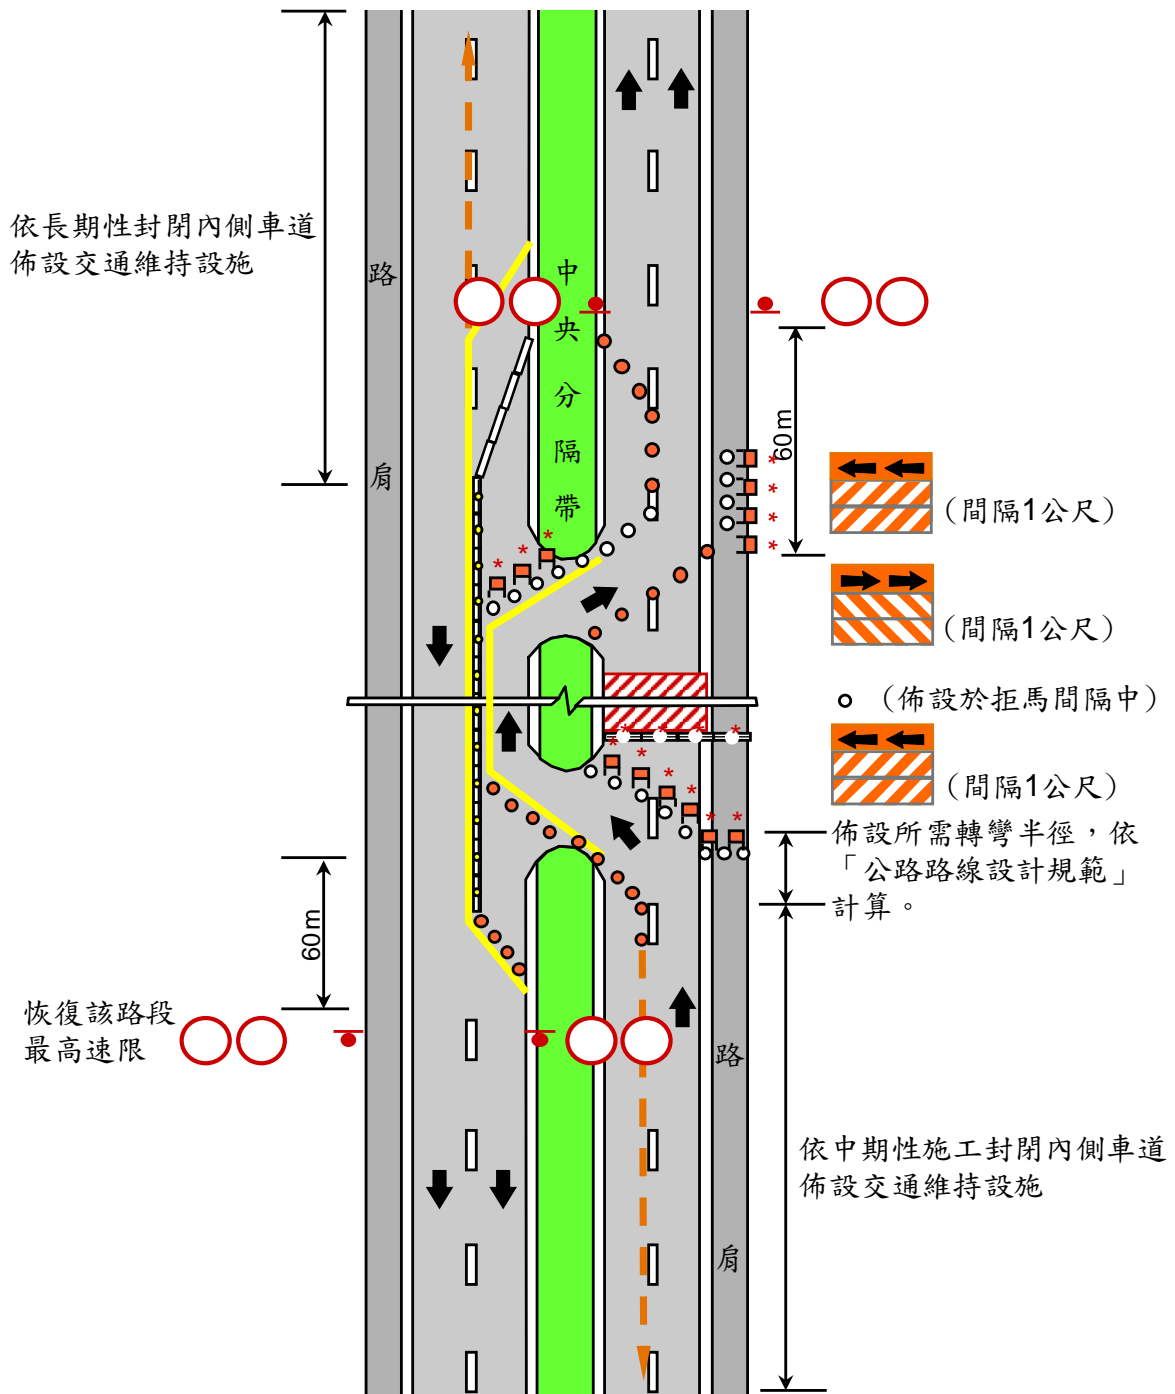 依長期性封閉內側車道
佈設交通維持設施
路
肩
中
央
分
隔
帶
60m
(間隔1公尺)
(間隔1公尺)
(佈設於拒馬間隔中)
(間隔1公尺)
佈設所需轉彎半徑，依
「公路路線設計規範」
計算。
60m
恢復該路段
最高速限
路
肩
依中期性施工封閉內側車道
佈設交通維持設施